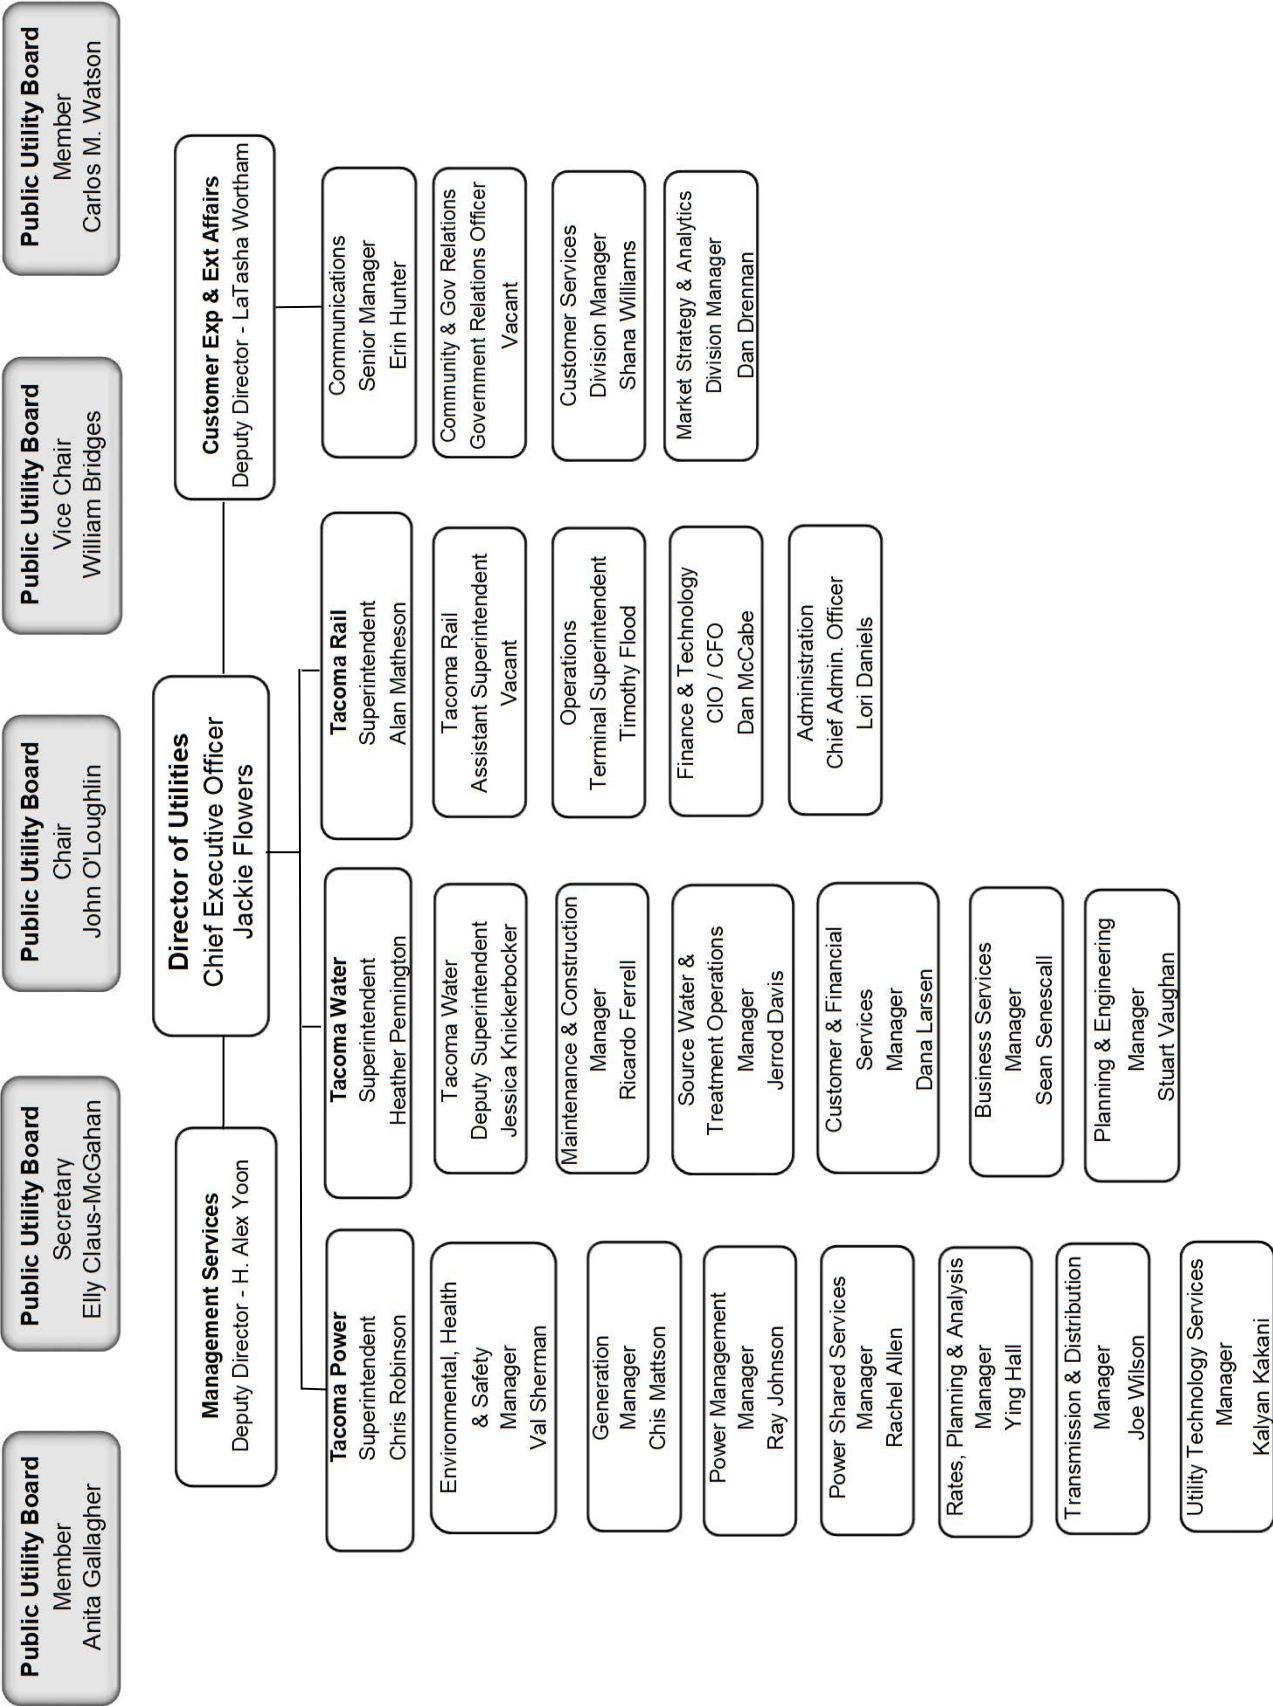 Public Utility Board
Member
Anita Gallagher
Public Utility Board
Secretary
Elly Claus-McGahan
Public Utility Board
Chair
John O'Loughlin
Public Utility Board
Vice Chair
William Bridges
Public Utility Board
Member
Carlos M. Watson
Director of Utilities
Chief Executive Officer
Jackie Flowers
Management Services
Deputy Director - H. Alex Yoon
Customer Exp & Ext Affairs
Deputy Director - LaTasha Wortham
Tacoma Power
Superintendent
Chris Robinson
Environmental, Health
& Safety
Manager
Val Sherman
Generation
Manager
Chis Mattson
Power Management
Manager
Ray Johnson
Power Shared Services
Manager
Rachel Allen
Rates, Planning & Analysis
Manager
Ying Hall
Transmission & Distribution
Manager
Joe Wilson
Utility Technology Services
Manager
Kalyan Kakani
Tacoma Water
Superintendent
Heather Pennington
Tacoma Water
Deputy Superintendent
Jessica Knickerbocker
Maintenance & Construction
Manager
Ricardo Ferrell
Source Water &
Treatment Operations
Manager
Jerrod Davis
Customer & Financial
Services
Manager
Dana Larsen
Business Services
Manager
Sean Senescall
Planning & Engineering
Manager
Stuart Vaughan
Tacoma Rail
Superintendent
Alan Matheson
Tacoma Rail
Assistant Superintendent
Vacant
Operations
Terminal Superintendent
Timothy Flood
Finance & Technology
CIO / CFO
Dan McCabe
Administration
Chief Admin. Officer
Lori Daniels
Communications
Senior Manager
Erin Hunter
Community & Gov Relations
Government Relations Officer
Vacant
Customer Services
Division Manager
Shana Williams
Market Strategy & Analytics
Division Manager
Dan Drennan